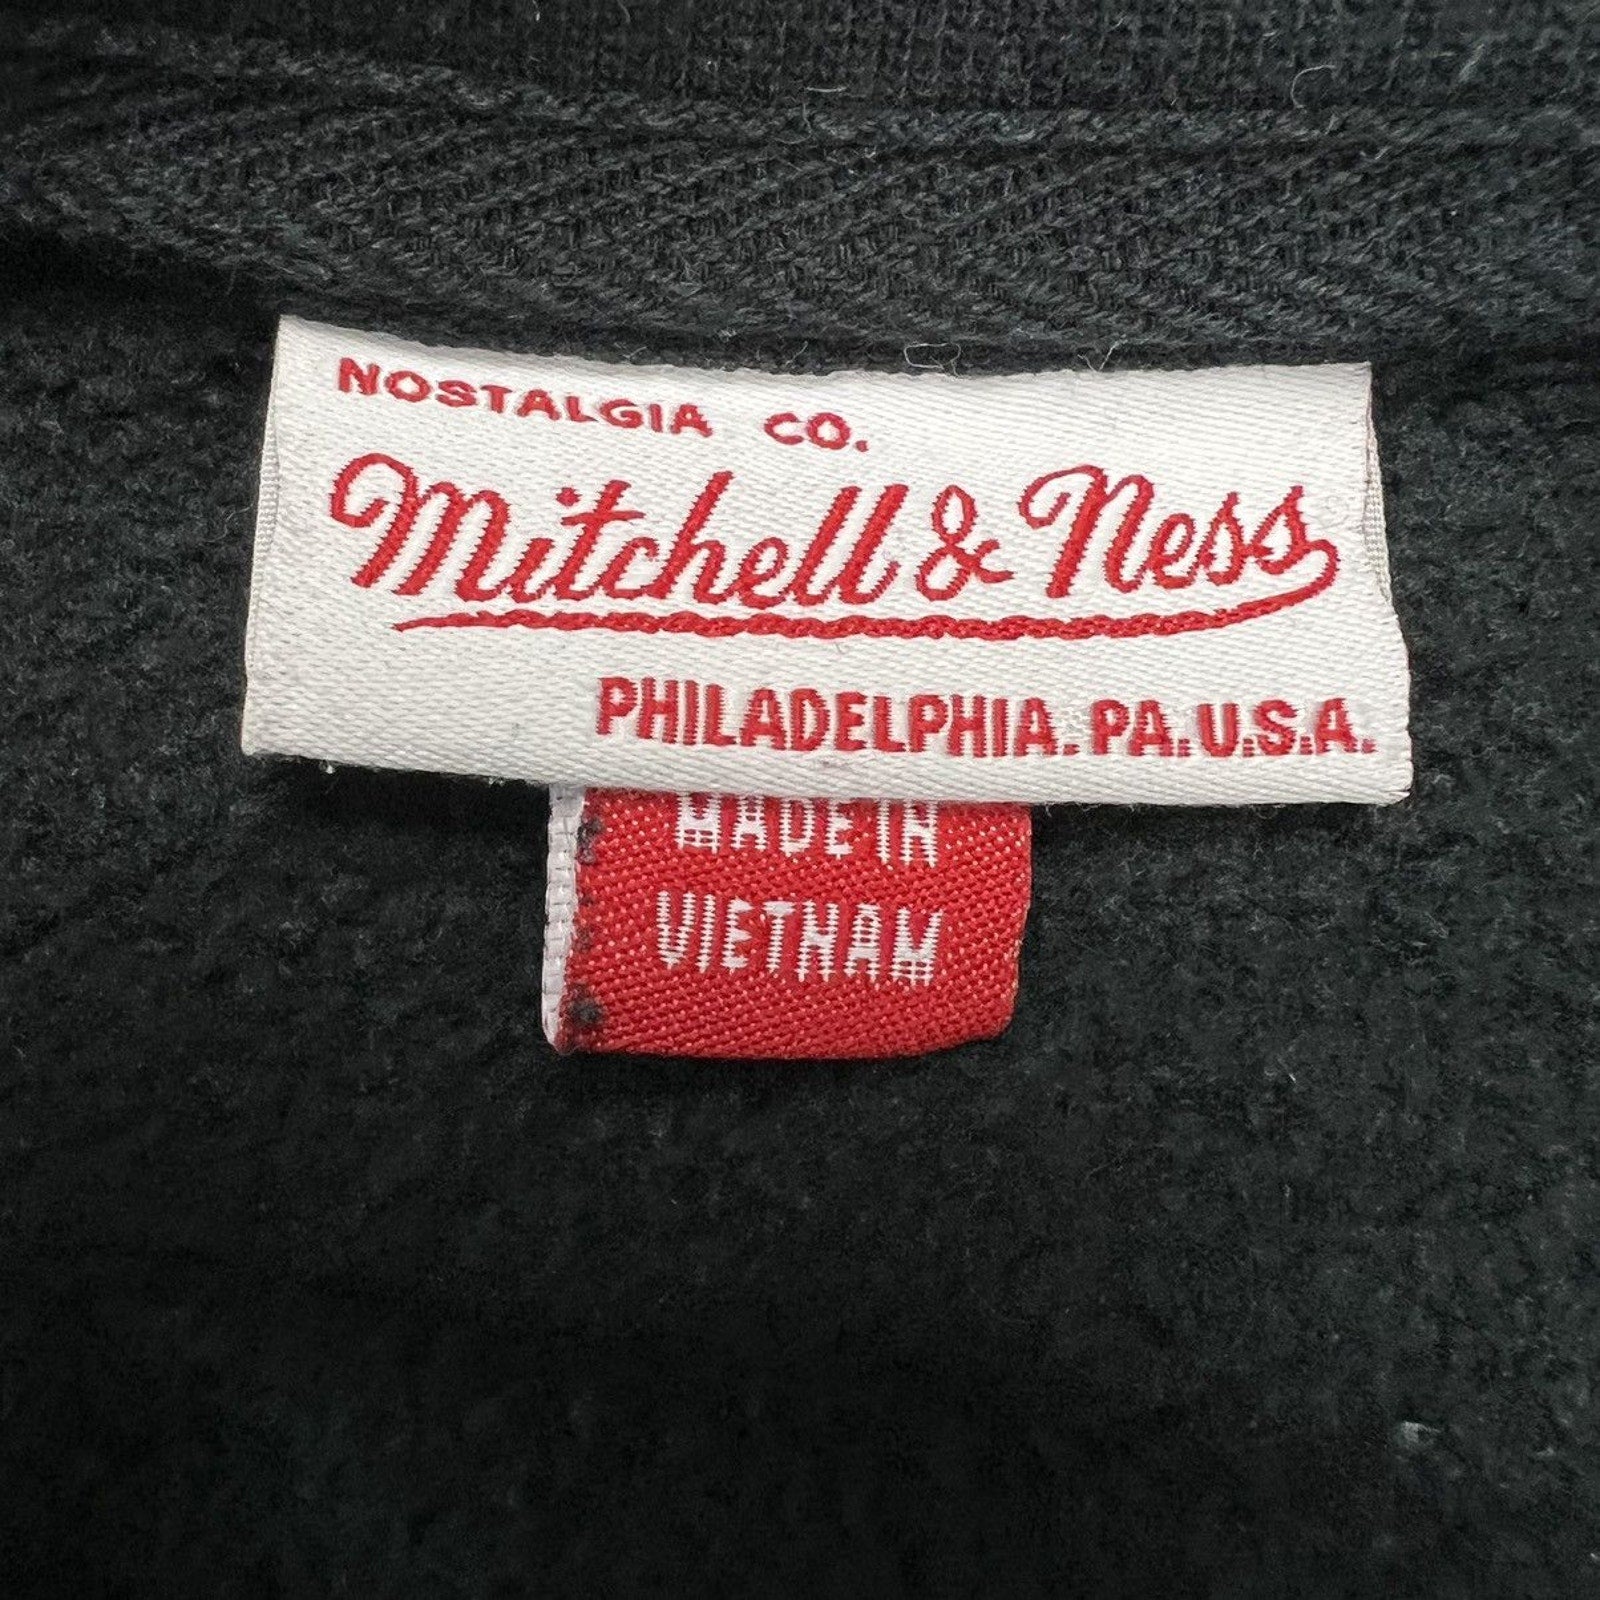 NOSTALGIA CO.
Mitchell & Ness
PHILADELPHIA. PA. U.S.A.
MADE IN
VIETNAM